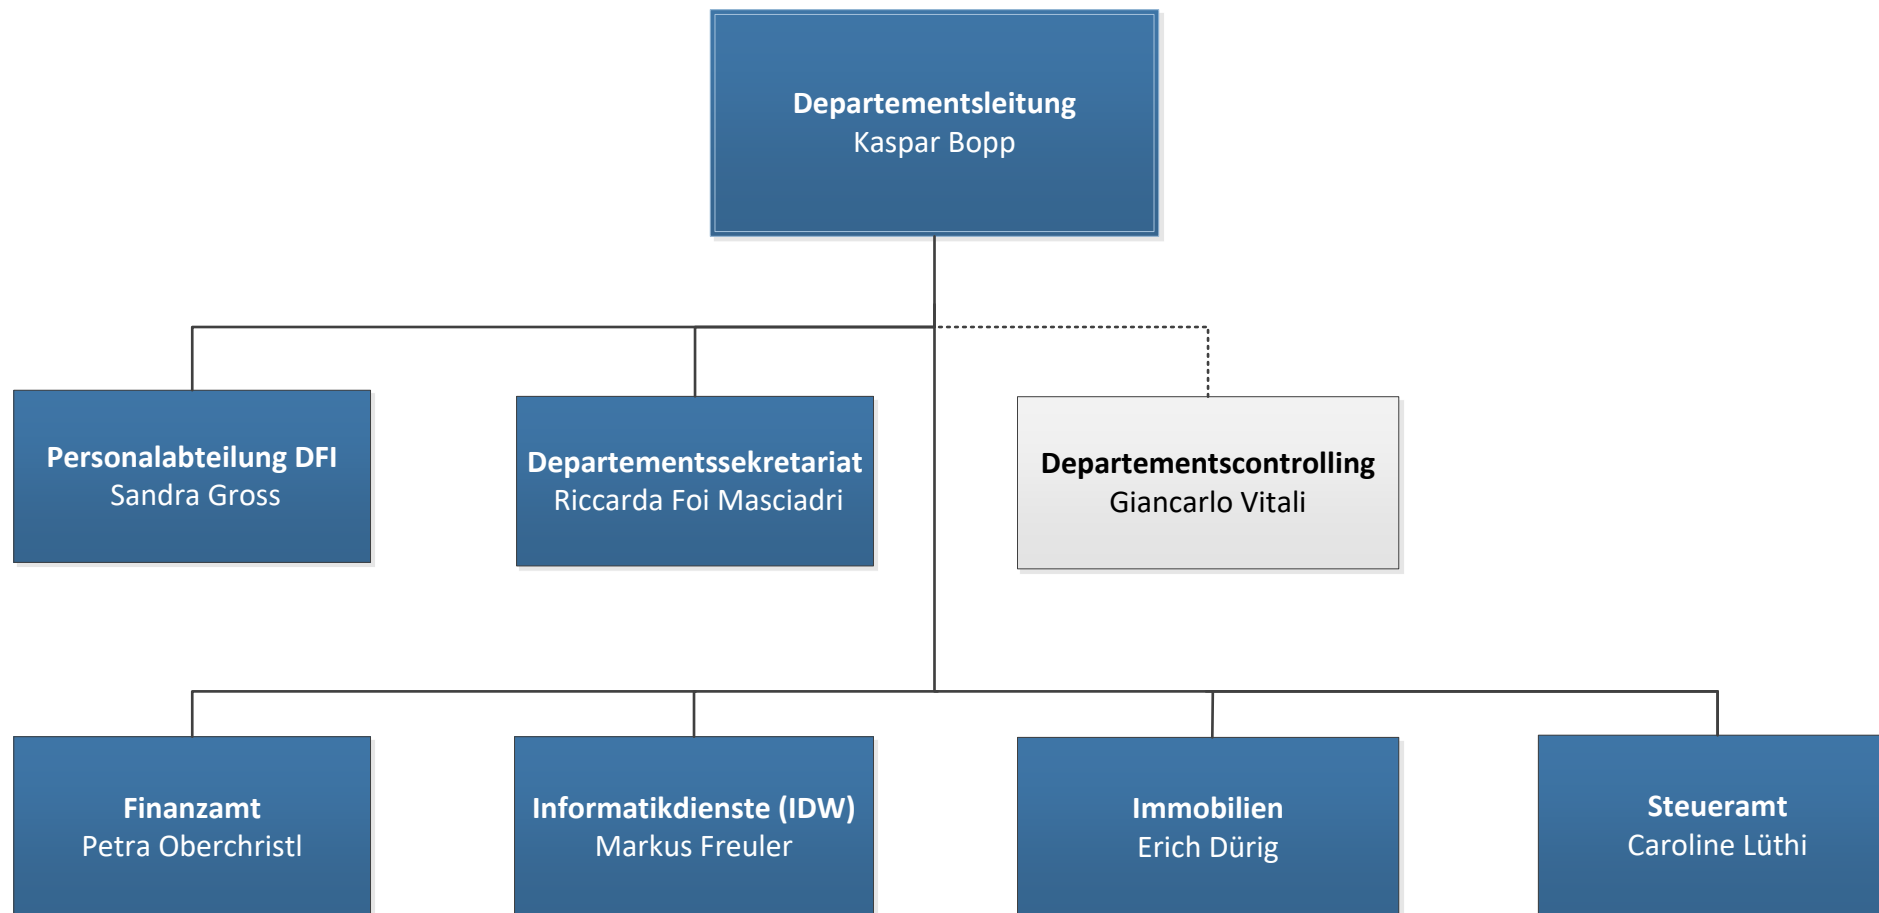 Departementsleitung
Kaspar Bopp
Personalabteilung DFI
Sandra Gross
Departementssekretariat
Riccarda Foi Masciadri
Departementscontrolling
Giancarlo Vitali
Finanzamt
Petra Oberchristl
Informatikdienste (IDW)
Markus Freuler
Immobilien
Erich Dürig
Steueramt
Caroline Lüthi